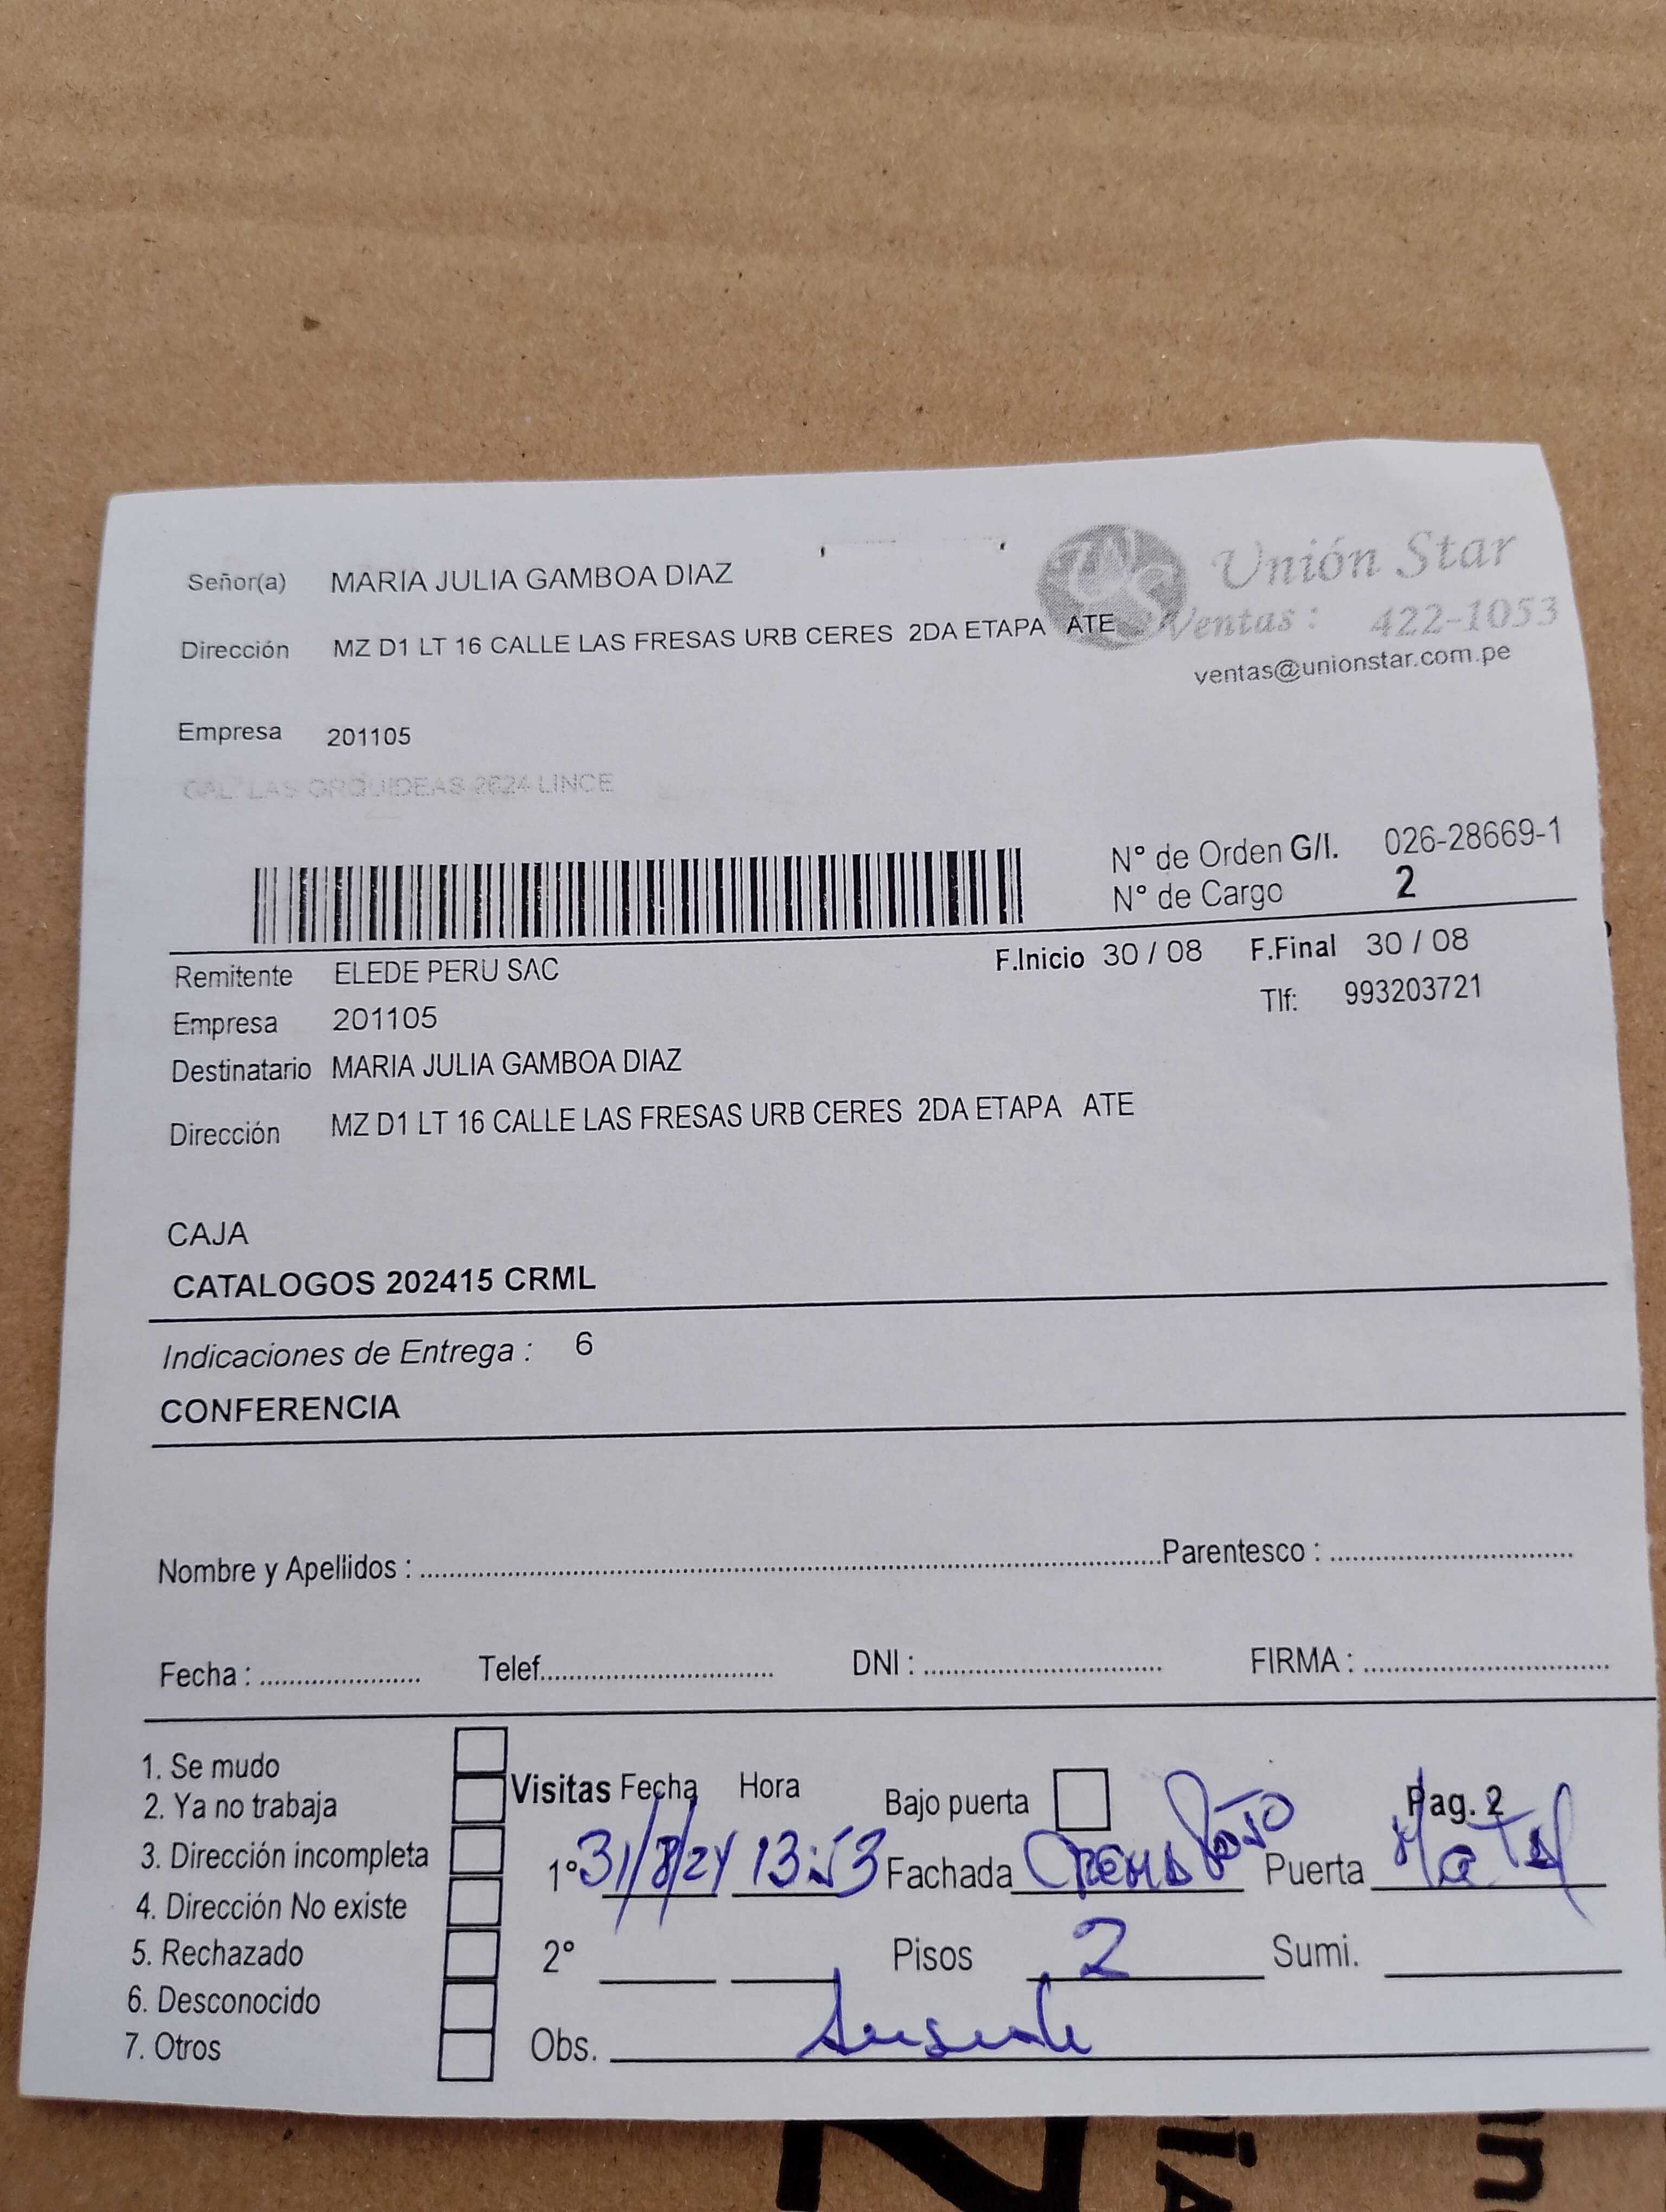 Señor(a) MARIA JULIA GAMBOA DIAZ
Unión Star
Dirección MZ D1 LT 16 CALLE LAS FRESAS URB CERES 2DA ETAPA ATE
Ventas : 422-1053
ventas@unionstar.com.pe
Empresa 201105
CAL. LAS ORQUIDEAS 2624 LINCE
N° de Orden G/I. 026-28669-1
N° de Cargo 2
Remitente ELEDE PERU SAC F.Inicio 30 / 08 F.Final 30 / 08
Empresa 201105 Tlf: 993203721
Destinatario MARIA JULIA GAMBOA DIAZ
Dirección MZ D1 LT 16 CALLE LAS FRESAS URB CERES 2DA ETAPA ATE
CAJA
CATALOGOS 202415 CRML
Indicaciones de Entrega : 6
CONFERENCIA
Nombre y Apellidos : Parentesco :
Fecha : Telef. DNI : FIRMA :
1. Se mudo
2. Ya no trabaja
3. Dirección incompleta
4. Dirección No existe
5. Rechazado
6. Desconocido
7. Otros
Visitas Fecha Hora Bajo puerta Pag. 2
1° 31/8/24 13:53 Fachada CREMA Puerta Metal
2° Pisos 2 Sumi.
Obs. Ausente